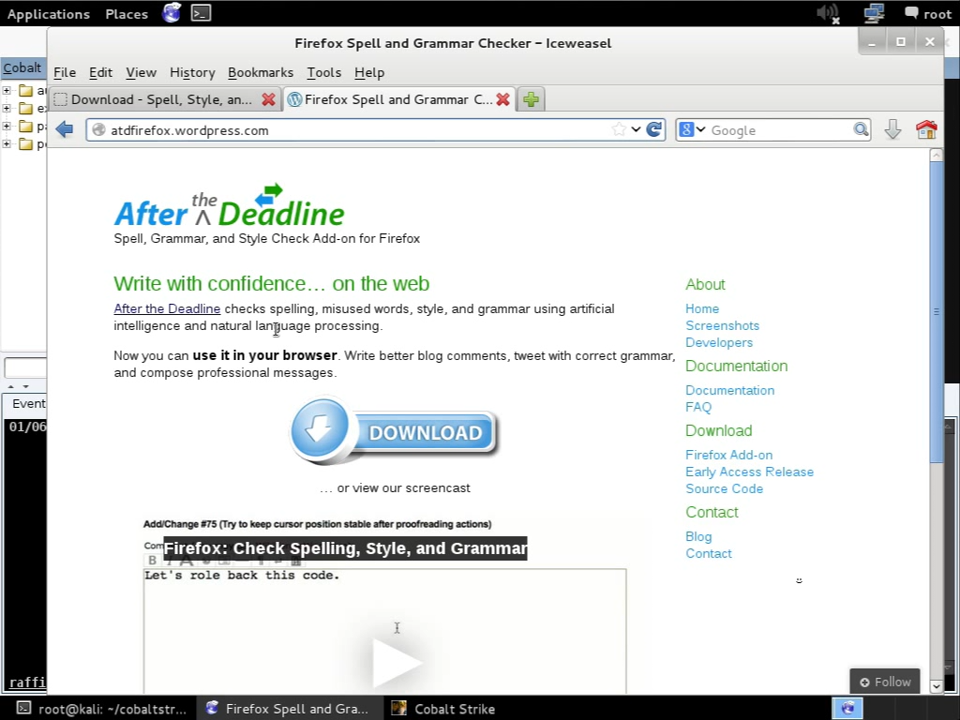 Applications Places root
Firefox Spell and Grammar Checker – Iceweasel
Cobalt
File Edit View History Bookmarks Tools Help
Download - Spell, Style, an...
Firefox Spell and Grammar C...
atdfirefox.wordpress.com
Google
After the Deadline
Spell, Grammar, and Style Check Add-on for Firefox
Write with confidence… on the web
After the Deadline checks spelling, misused words, style, and grammar using artificial
intelligence and natural language processing.
Now you can use it in your browser. Write better blog comments, tweet with correct grammar,
and compose professional messages.
DOWNLOAD
… or view our screencast
Add/Change #75 (Try to keep cursor position stable after proofreading actions)
Firefox: Check Spelling, Style, and Grammar
Let's role back this code.
About
Home
Screenshots
Developers
Documentation
Documentation
FAQ
Download
Firefox Add-on
Early Access Release
Source Code
Contact
Blog
Contact
Follow
Event
01/06
raffi
root@kali: ~/cobaltstr...
Firefox Spell and Gra...
Cobalt Strike